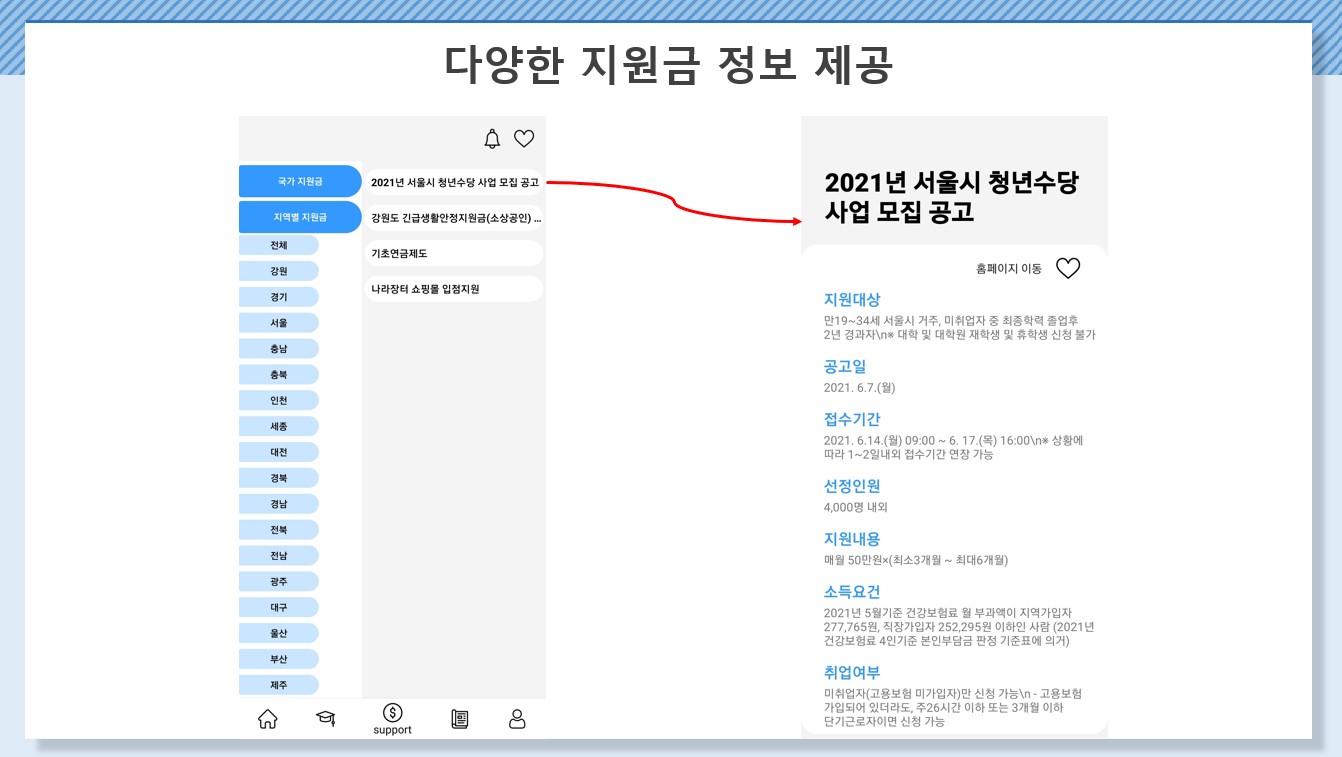 다양한 지원금 정보 제공
국가 지원금
지역별 지원금
전체
강원
경기
서울
충남
충북
인천
세종
대전
경북
경남
전북
전남
광주
대구
울산
부산
제주
2021년 서울시 청년수당 사업 모집 공고
강원도 긴급생활안정지원금(소상공인) ...
기초연금제도
나라장터 쇼핑몰 입점지원
support
2021년 서울시 청년수당
사업 모집 공고
홈페이지 이동
지원대상
만19~34세 서울시 거주, 미취업자 중 최종학력 졸업후
2년 경과자\n※ 대학 및 대학원 재학생 및 휴학생 신청 불가
공고일
2021. 6.7.(월)
접수기간
2021. 6.14.(월) 09:00 ~ 6. 17.(목) 16:00\n※ 상황에
따라 1~2일내외 접수기간 연장 가능
선정인원
4,000명 내외
지원내용
매월 50만원×(최소3개월 ~ 최대6개월)
소득요건
2021년 5월기준 건강보험료 월 부과액이 지역가입자
277,765원, 직장가입자 252,295원 이하인 사람 (2021년
건강보험료 4인기준 본인부담금 판정 기준표에 의거)
취업여부
미취업자(고용보험 미가입자)만 신청 가능\n - 고용보험
가입되어 있더라도, 주26시간 이하 또는 3개월 이하
단기근로자이면 신청 가능